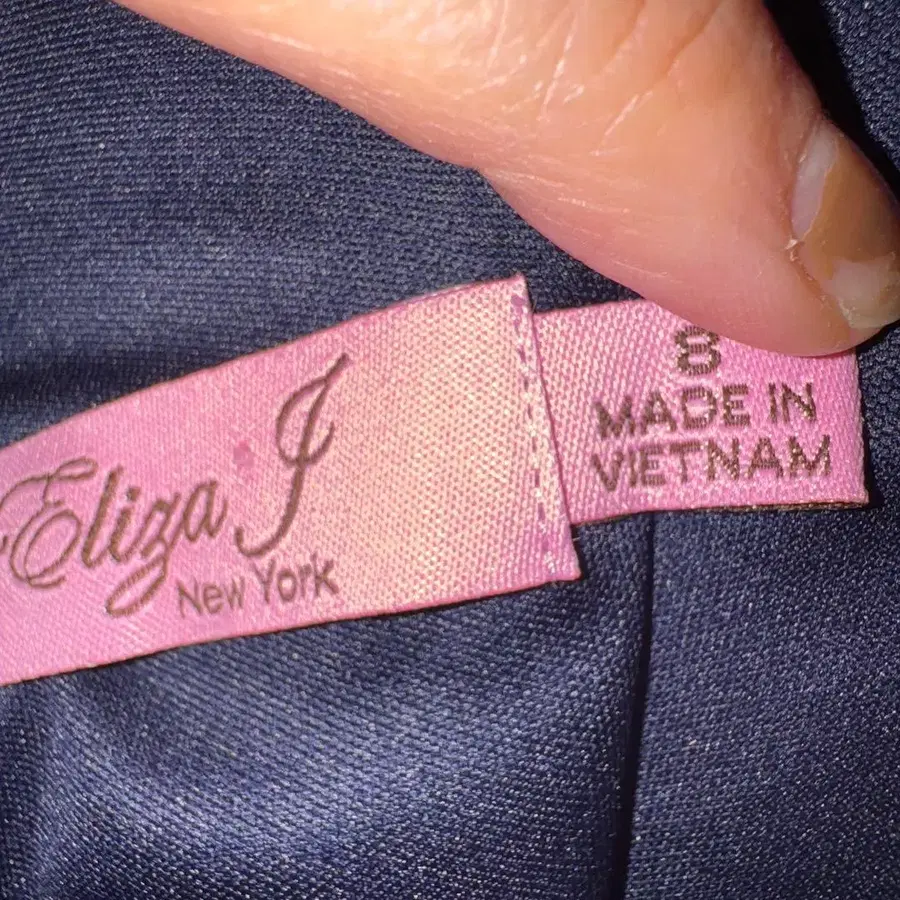 Eliza J
New York
8
MADE IN
VIETNAM